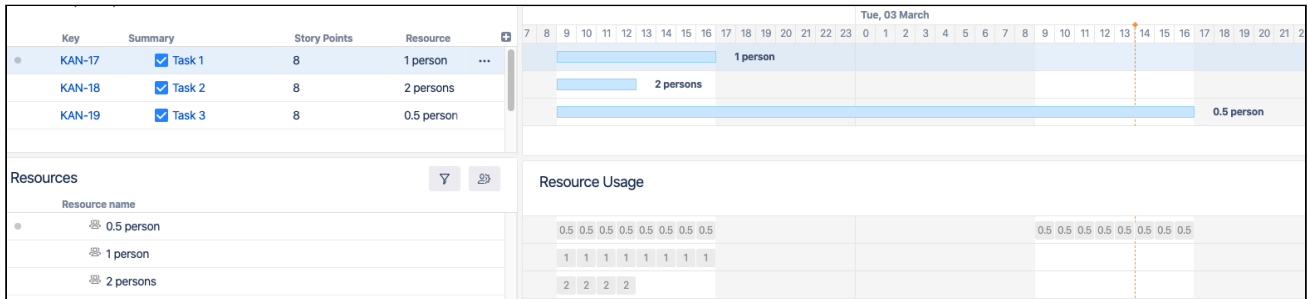 Tue, 03 March
Key Summary Story Points Resource
7 8 9 10 11 12 13 14 15 16 17 18 19 20 21 22 23 0 1 2 3 4 5 6 7 8 9 10 11 12 13 14 15 16 17 18 19 20 21
KAN-17 Task 1 8 1 person ... 1 person
KAN-18 Task 2 8 2 persons 2 persons
KAN-19 Task 3 8 0.5 person 0.5 person
Resources
Resource Usage
Resource name
0.5 person 0.5 0.5 0.5 0.5 0.5 0.5 0.5 0.5 0.5 0.5 0.5 0.5 0.5 0.5 0.5 0.5
1 person 1 1 1 1 1 1 1 1
2 persons 2 2 2 2